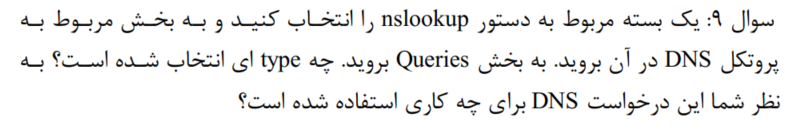 سوال ۹: یک بسته مربوط به دستور nslookup را انتخاب کنید و به بخش مربوط به
پروتکل DNS در آن بروید. به بخش Queries بروید. چه type ای انتخاب شده است؟ به
نظر شما این درخواست DNS برای چه کاری استفاده شده است؟